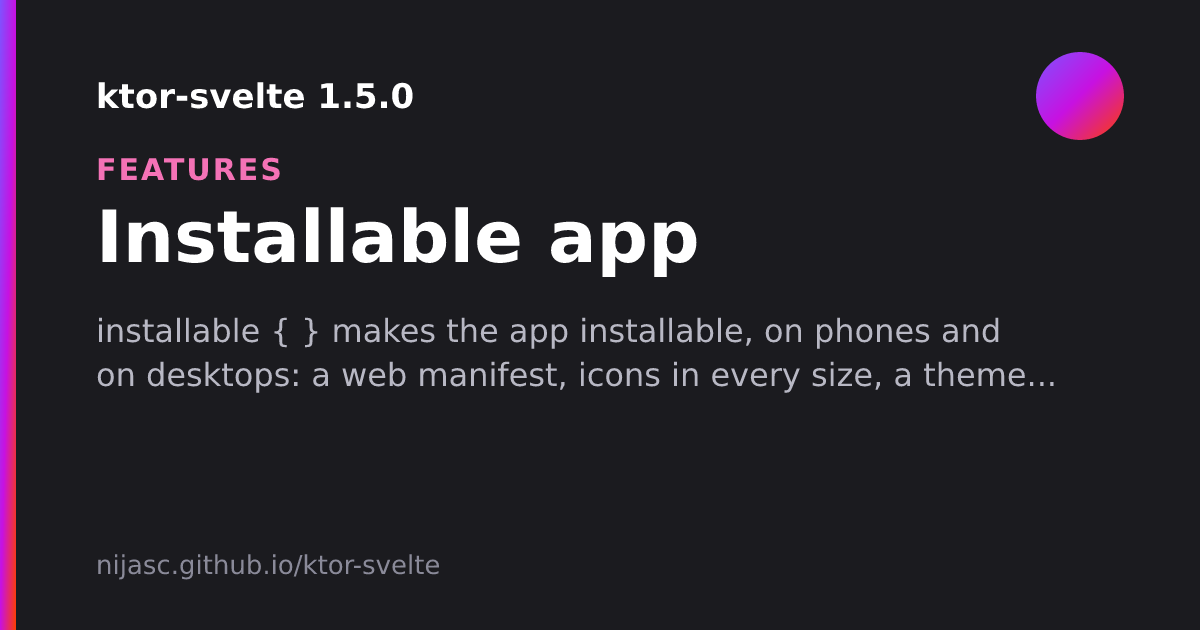 ktor-svelte 1.5.0
FEATURES
Installable app
installable { } makes the app installable, on phones and
on desktops: a web manifest, icons in every size, a theme...
nijasc.github.io/ktor-svelte